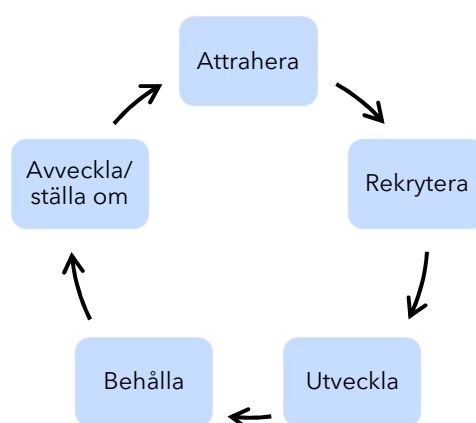 Attrahera
Rekrytera
Utveckla
Behålla
Avveckla/
ställa om